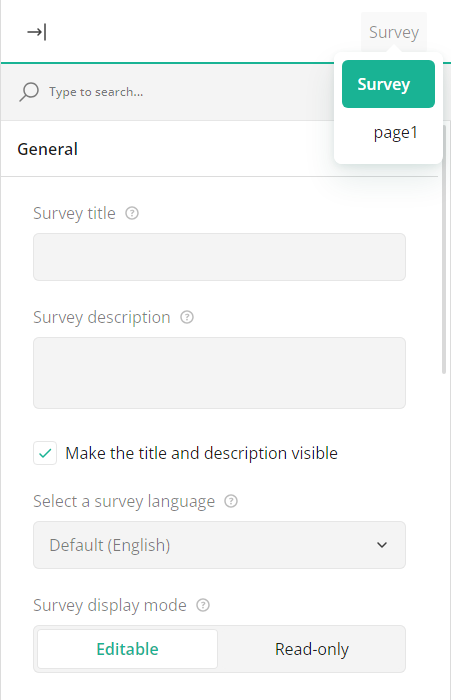 Survey
Type to search...
Survey
page1
General
Survey title
Survey description
Make the title and description visible
Select a survey language
Default (English)
Survey display mode
Editable
Read-only